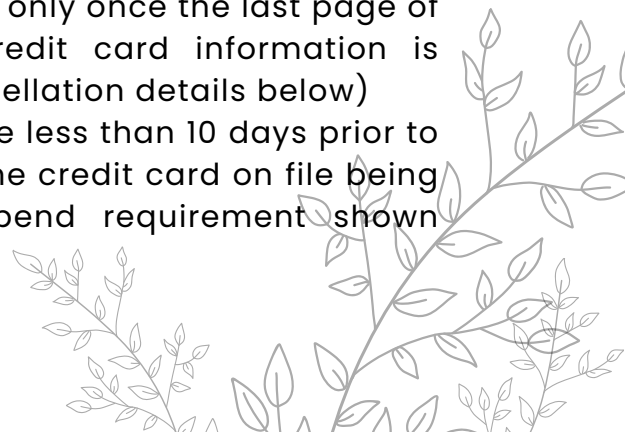 only once the last page of
redit card information is
ellation details below)
e less than 10 days prior to
ne credit card on file being
pend requirement shown